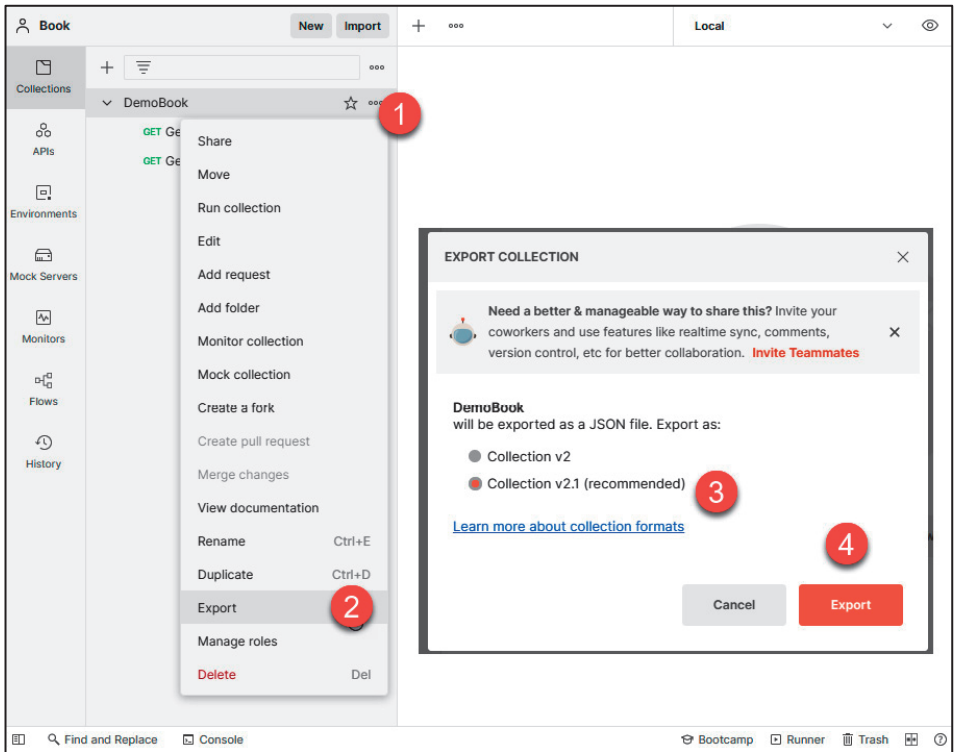 Book New Import + ooo Local
Collections
APIs
Environments
Mock Servers
Monitors
Flows
History
+ ooo
DemoBook ooo 1
GET Ge
GET Ge
Share
Move
Run collection
Edit
Add request
Add folder
Monitor collection
Mock collection
Create a fork
Create pull request
Merge changes
View documentation
Rename Ctrl+E
Duplicate Ctrl+D
Export 2
Manage roles
Delete Del
EXPORT COLLECTION
Need a better & manageable way to share this? Invite your
coworkers and use features like realtime sync, comments,
version control, etc for better collaboration. Invite Teammates
DemoBook
will be exported as a JSON file. Export as:
Collection v2
Collection v2.1 (recommended) 3
Learn more about collection formats
4
Cancel Export
Find and Replace Console Bootcamp Runner Trash